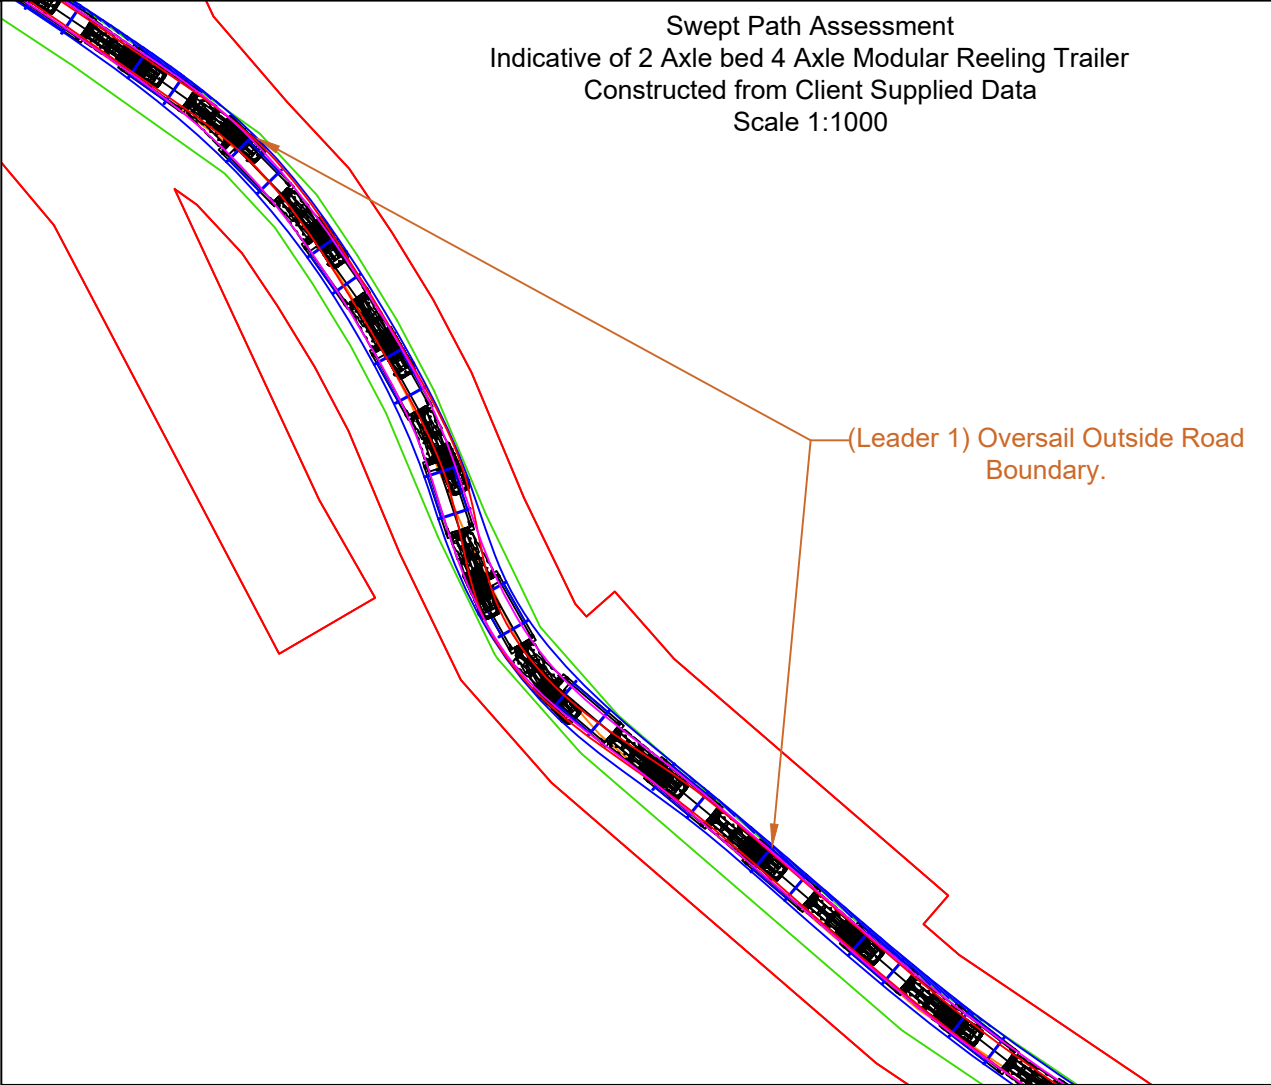 Swept Path Assessment
Indicative of 2 Axle bed 4 Axle Modular Reeling Trailer
Constructed from Client Supplied Data
Scale 1:1000
(Leader 1) Oversail Outside Road
Boundary.